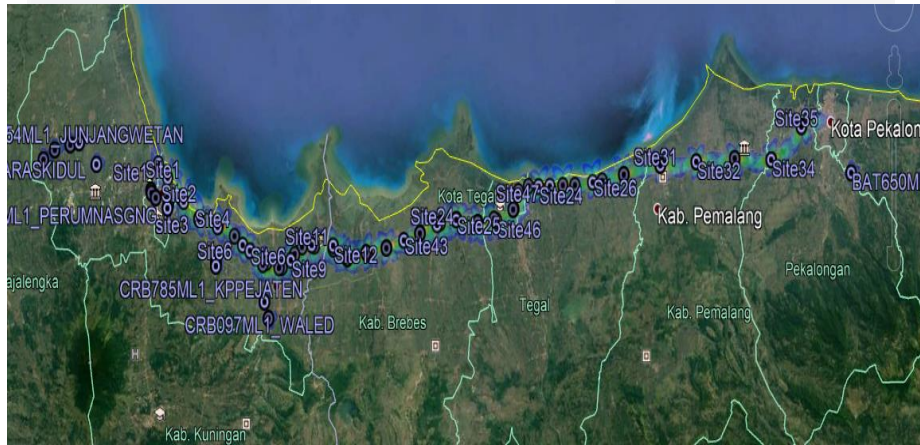 54ML1_JUNJANGWETAN
ARASKIDUL
Site1
Site1
Site2
ML1_PERUMNASGNG
Site3
Site4
Site6
Site6
Site11
Site9
Site12
CRB785ML1_KPPEJATEN
CRB097ML1_WALED
Site43
Site24
Site25
Site46
Kota Tega
Site47
Site24
Site26
Site31
Site32
Site34
Site35
Kota Pekalon
BAT650M
Kab. Pemalang
Pekalongan
ajalengka
Tegal
Kab. Brebes
Kab. Pemalang
Kab. Kuningan